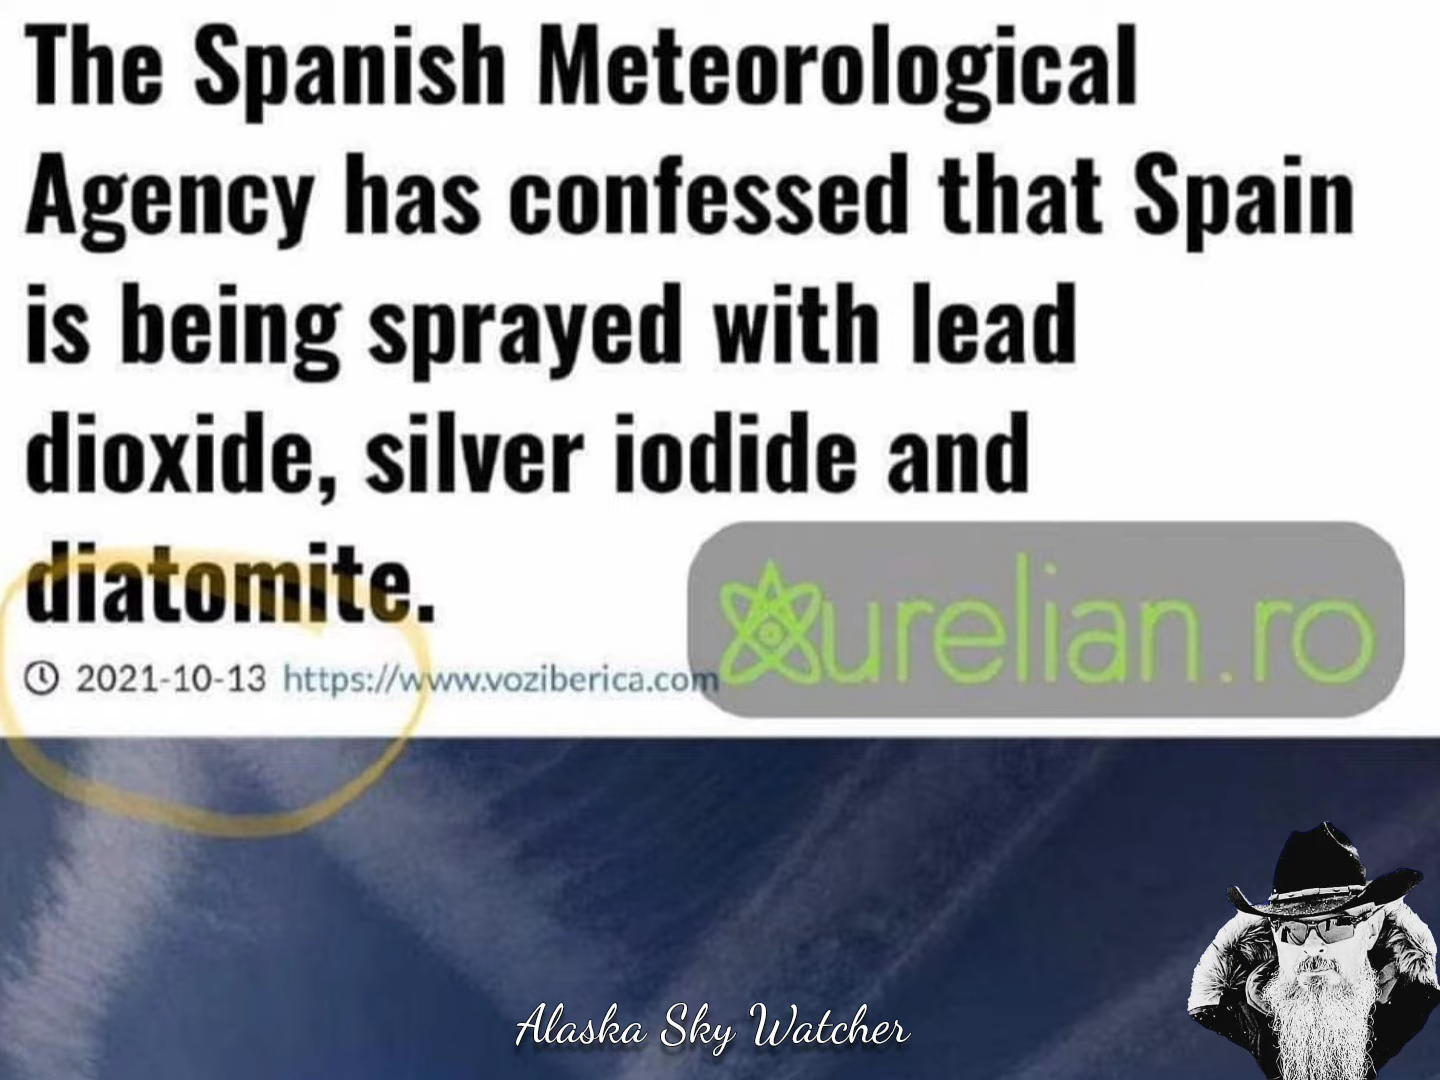 The Spanish Meteorological
Agency has confessed that Spain
is being sprayed with lead
dioxide, silver iodide and
diatomite.
2021-10-13 https://www.voziberica.com
Aurelian.ro
Alaska Sky Watcher